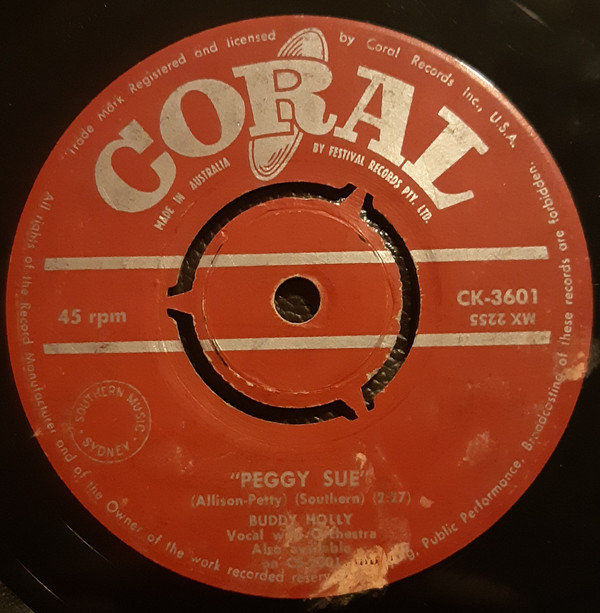 "Trade Mark Registered and licensed by Coral Records Inc., U.S.A.
CORAL
MADE IN AUSTRALIA BY FESTIVAL RECORDS PTY. LTD.
45 rpm
CK-3601
MX 2255
SOUTHERN MUSIC
SYDNEY
"PEGGY SUE"
(Allison-Petty) (Southern) (2:27)
BUDDY HOLLY
Vocal with Orchestra
Also available
on
All rights of the Record Manufacturer and of the Owner of the work recorded reserved. Public Performance, Broadcasting of these records are forbidden.